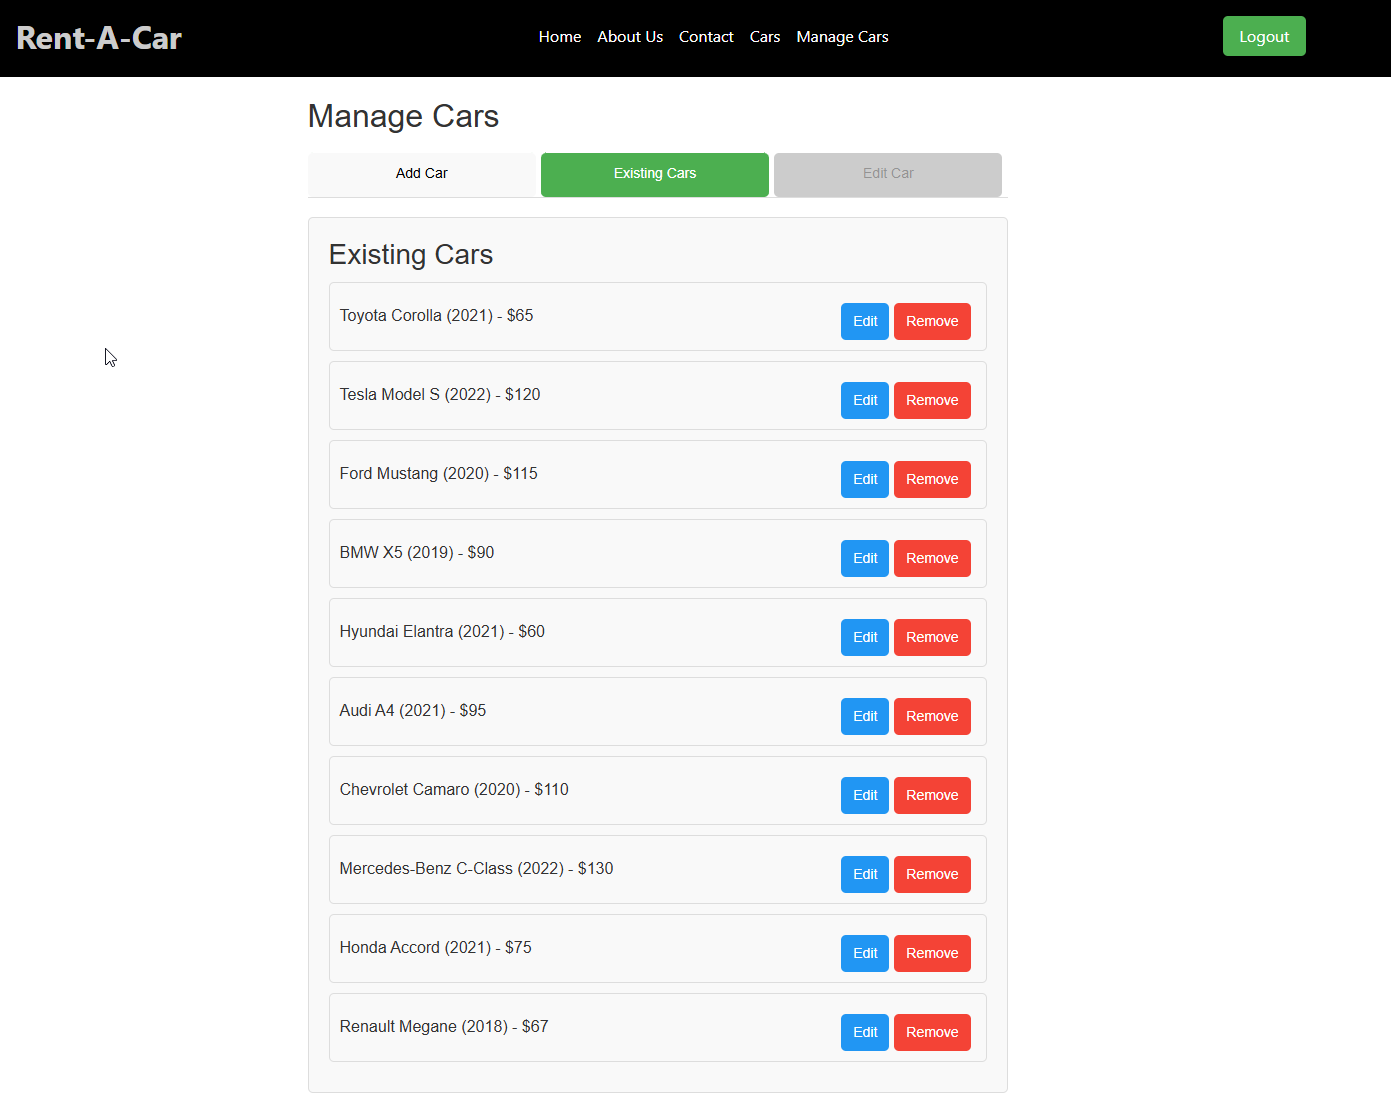 Rent-A-Car
Home About Us Contact Cars Manage Cars
Logout
Manage Cars
Add Car
Existing Cars
Edit Car
Existing Cars
Toyota Corolla (2021) - $65
Edit Remove
Tesla Model S (2022) - $120
Edit Remove
Ford Mustang (2020) - $115
Edit Remove
BMW X5 (2019) - $90
Edit Remove
Hyundai Elantra (2021) - $60
Edit Remove
Audi A4 (2021) - $95
Edit Remove
Chevrolet Camaro (2020) - $110
Edit Remove
Mercedes-Benz C-Class (2022) - $130
Edit Remove
Honda Accord (2021) - $75
Edit Remove
Renault Megane (2018) - $67
Edit Remove